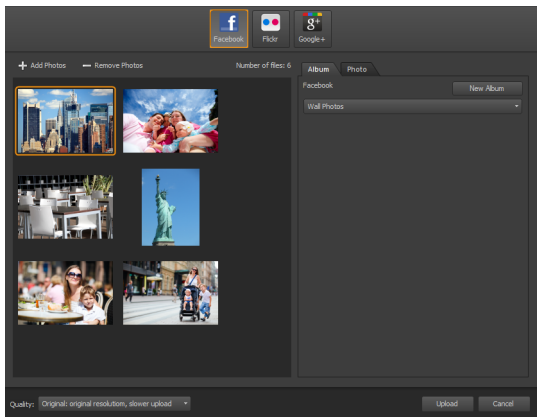 f
g+
Facebook Flickr Google+
Add Photos Remove Photos Number of files: 6
Album Photo
Facebook New Album
Wall Photos
Quality: Original: original resolutiom, slower upload Upload Cancel